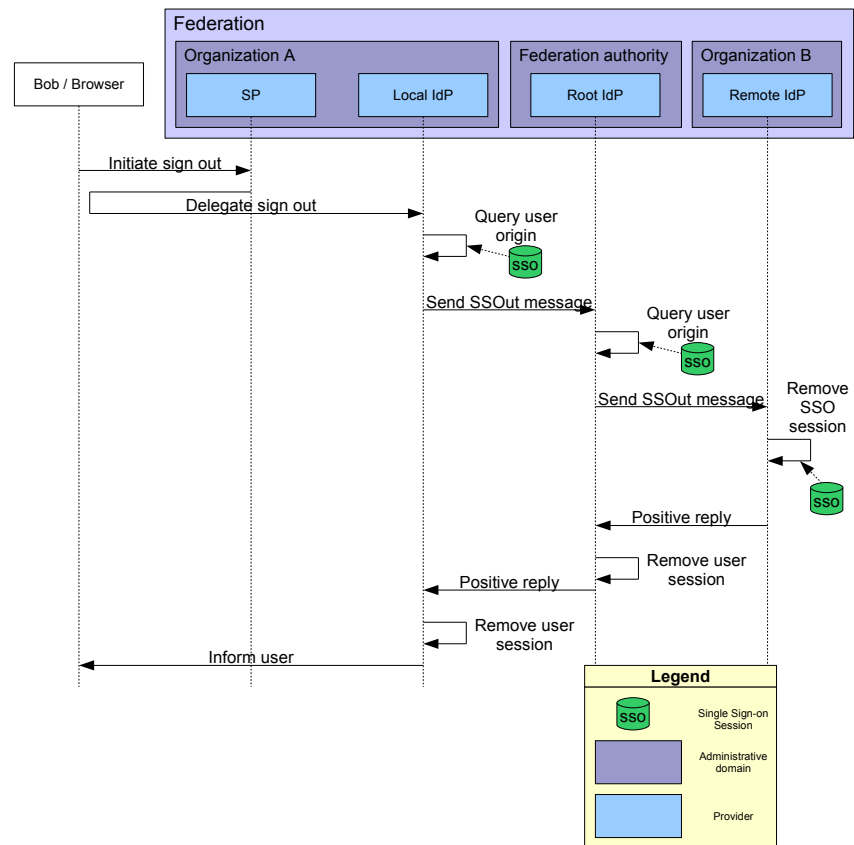 Federation
Organization A
Federation authority
Organization B
Bob / Browser
SP
Local IdP
Root IdP
Remote IdP
Initiate sign out
Delegate sign out
Query user
origin
SSO
Send SSOut message
Query user
origin
SSO
Send SSOut message
Remove
SSO
session
SSO
Positive reply
Remove user
session
Positive reply
Remove user
session
Inform user
Legend
SSO
Single Sign-on
Session
Administrative
domain
Provider